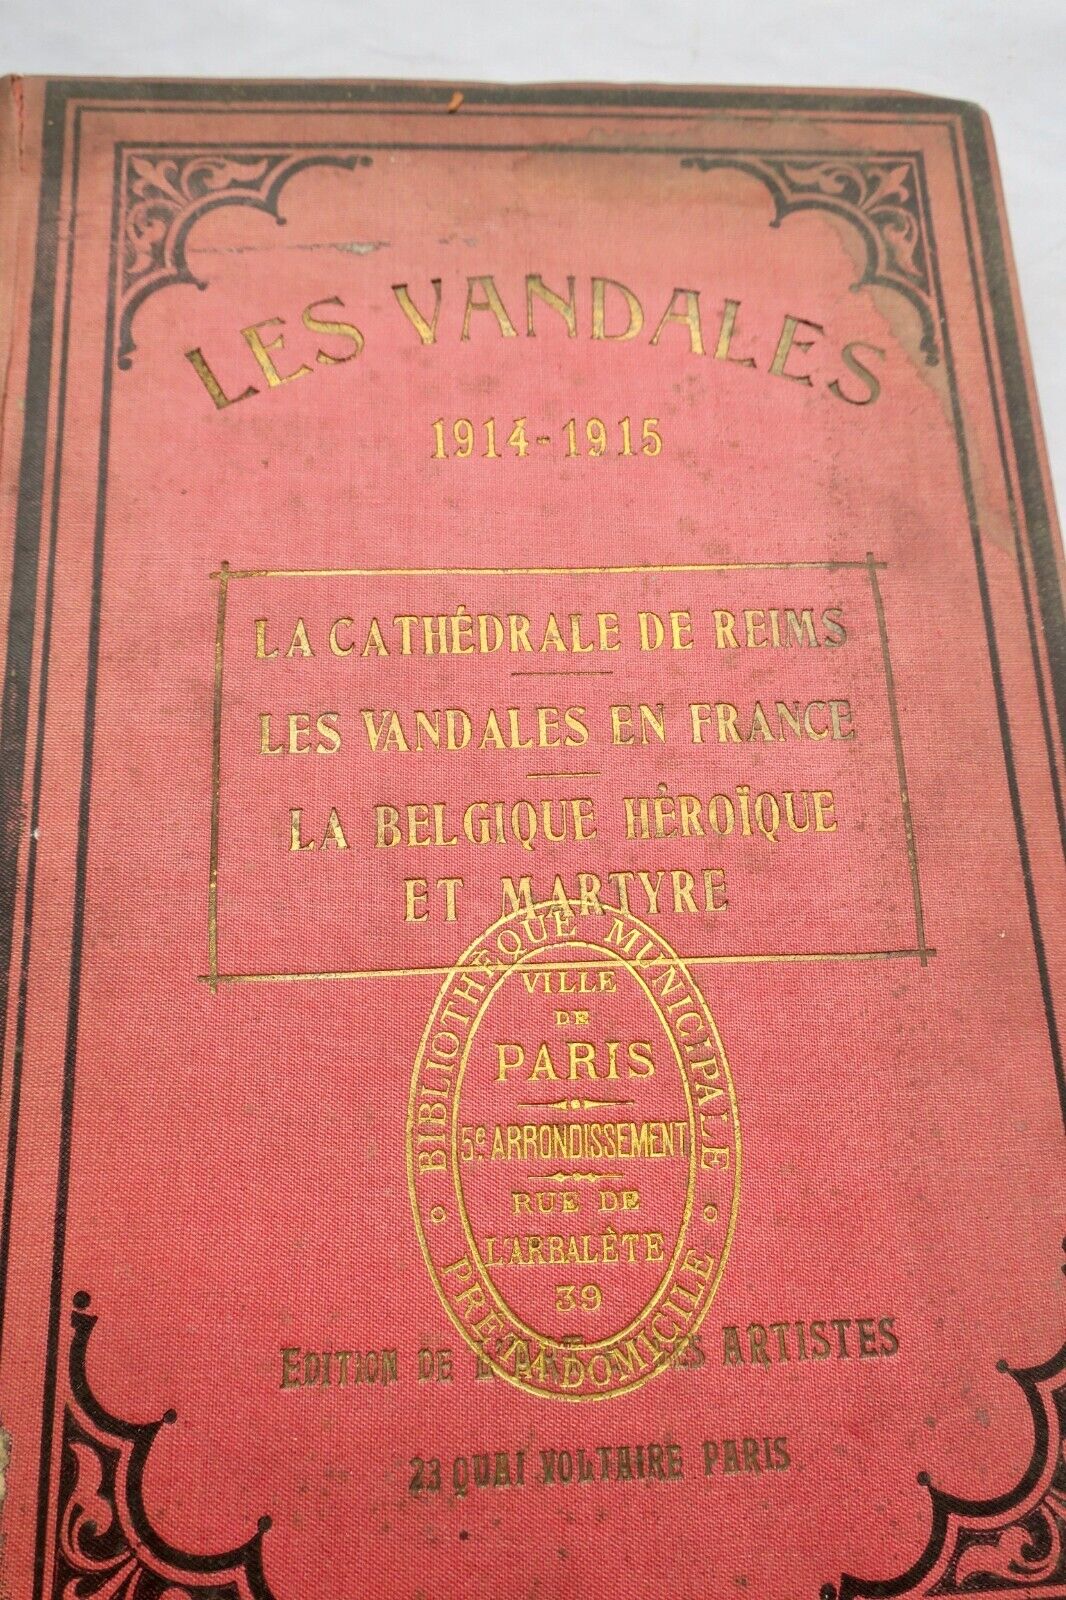 LES VANDALES
1914-1915
LA CATHÉDRALE DE REIMS
LES VANDALES EN FRANCE
LA BELGIQUE HÉROÏQUE
ET MARTYRE
BIBLIOTHÈQUE MUNICIPALE
VILLE
DE
PARIS
5e ARRONDISSEMENT
RUE DE
L'ARBALÈTE
39
PRÊT A DOMICILE
EDITION DE L'ART ARTISTES
23 QUAI VOLTAIRE PARIS